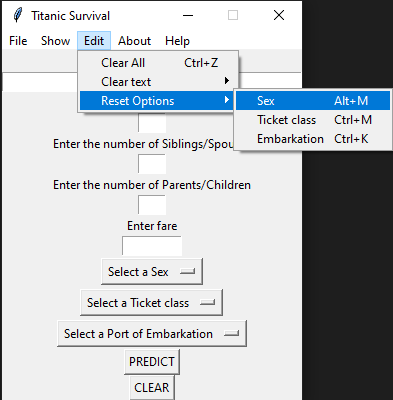 Titanic Survival
File Show Edit About Help
Clear All Ctrl+Z
Clear text
Reset Options
Sex Alt+M
Ticket class Ctrl+M
Embarkation Ctrl+K
Enter the number of Siblings/Spou
Enter the number of Parents/Children
Enter fare
Select a Sex
Select a Ticket class
Select a Port of Embarkation
PREDICT
CLEAR